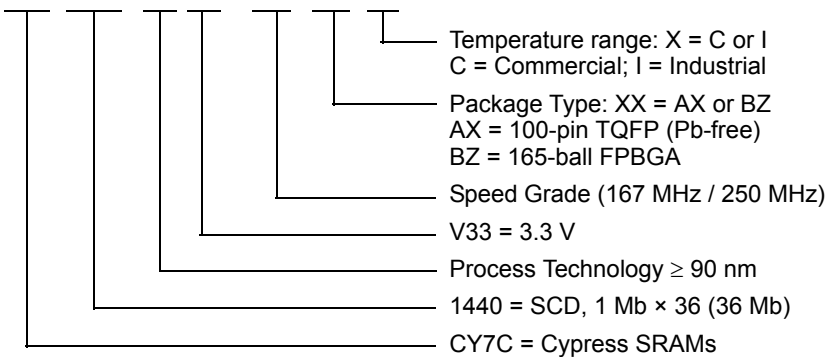 Temperature range: X = C or I
C = Commercial; I = Industrial
Package Type: XX = AX or BZ
AX = 100-pin TQFP (Pb-free)
BZ = 165-ball FPBGA
Speed Grade (167 MHz / 250 MHz)
V33 = 3.3 V
Process Technology ≥ 90 nm
1440 = SCD, 1 Mb × 36 (36 Mb)
CY7C = Cypress SRAMs